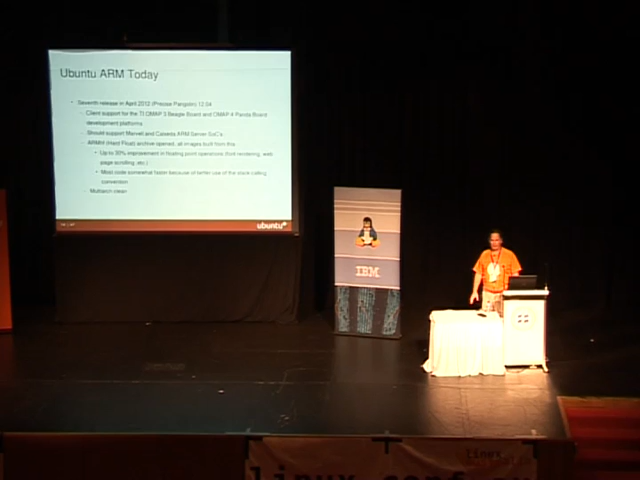 Ubuntu ARM Today
• Seventh release in April 2012 (Precise Pangolin) 12.04
- Client support for the TI OMAP 3 Beagle Board and OMAP 4 Panda Board
development platforms
- Should support Marvell and Calxeda ARM Server SoC's
- ARMHf (Hard Float) archive opened, all images built from this
• Up to 30% improvement in floating point operations (font rendering, web
page scrolling, etc.)
• Most code somewhat faster because of better use of the stack calling
convention
- Multiarch clean
ubuntu
IBM
Linux
linux.conf.au